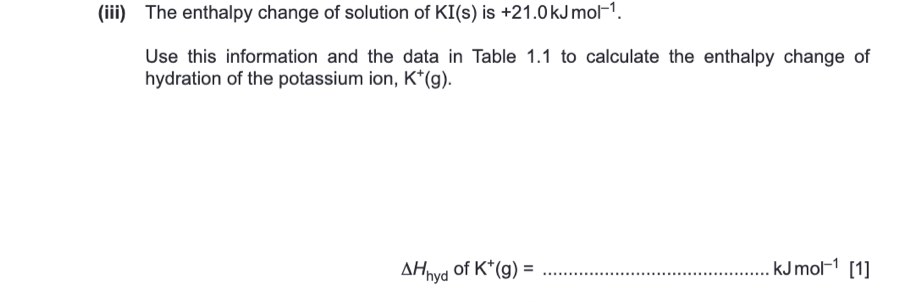 (iii) The enthalpy change of solution of KI(s) is +21.0 kJ mol⁻¹.
Use this information and the data in Table 1.1 to calculate the enthalpy change of
hydration of the potassium ion, K⁺(g).
ΔH_hyd of K⁺(g) = ............................................. kJ mol⁻¹ [1]